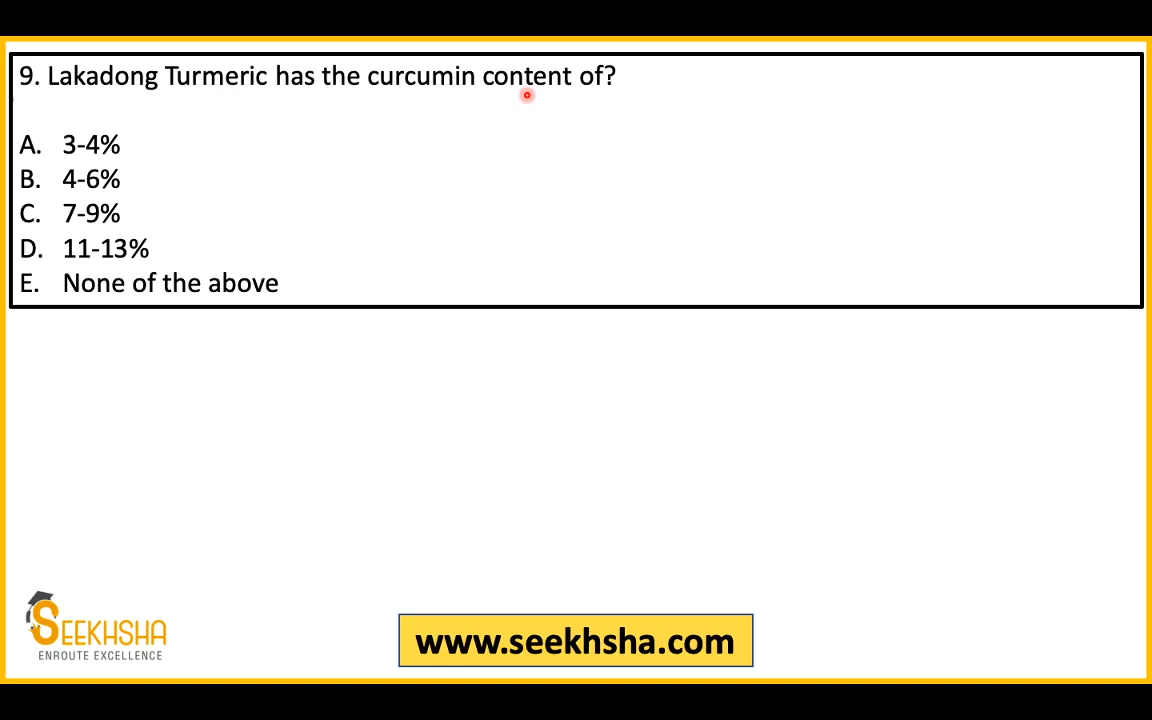 9. Lakadong Turmeric has the curcumin content of?
A. 3-4%
B. 4-6%
C. 7-9%
D. 11-13%
E. None of the above
SEEKHSHA
ENROUTE EXCELLENCE
www.seekhsha.com